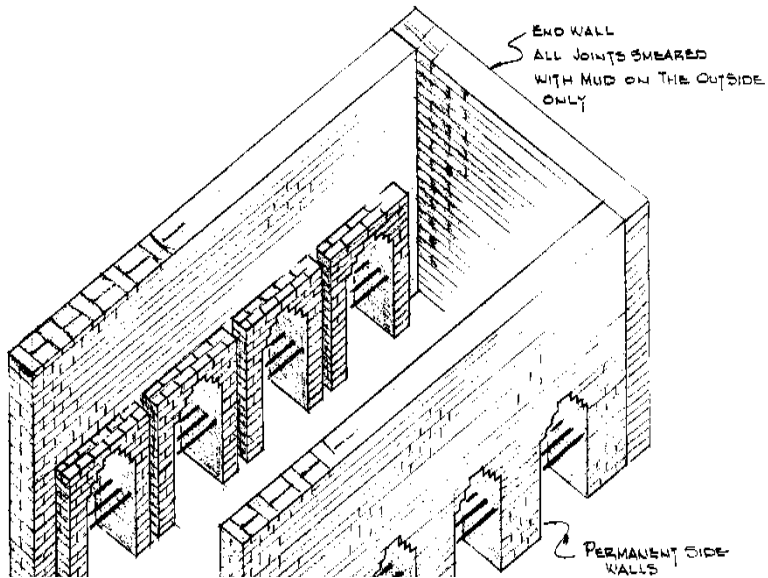 END WALL
ALL JOINTS SMEARED
WITH MUD ON THE OUTSIDE
ONLY
PERMANENT SIDE
WALLS